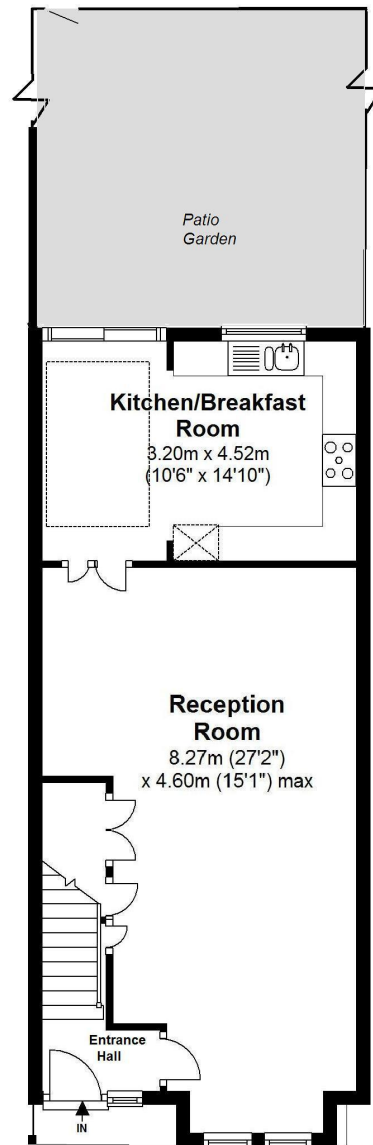 Patio
Garden
Kitchen/Breakfast
Room
3.20m x 4.52m
(10'6" x 14'10")
Reception
Room
8.27m (27'2")
x 4.60m (15'1") max
Entrance
Hall
IN